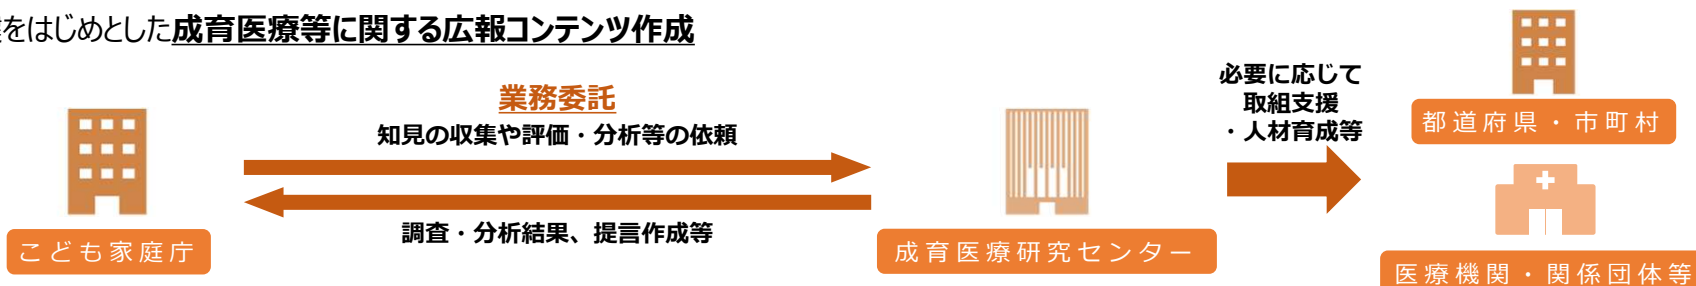 をはじめとした成育医療等に関する広報コンテンツ作成
業務委託
知見の収集や評価・分析等の依頼
調査・分析結果、提言作成等
こども家庭庁
成育医療研究センター
必要に応じて
取組支援
・人材育成等
都道府県・市町村
医療機関・関係団体等